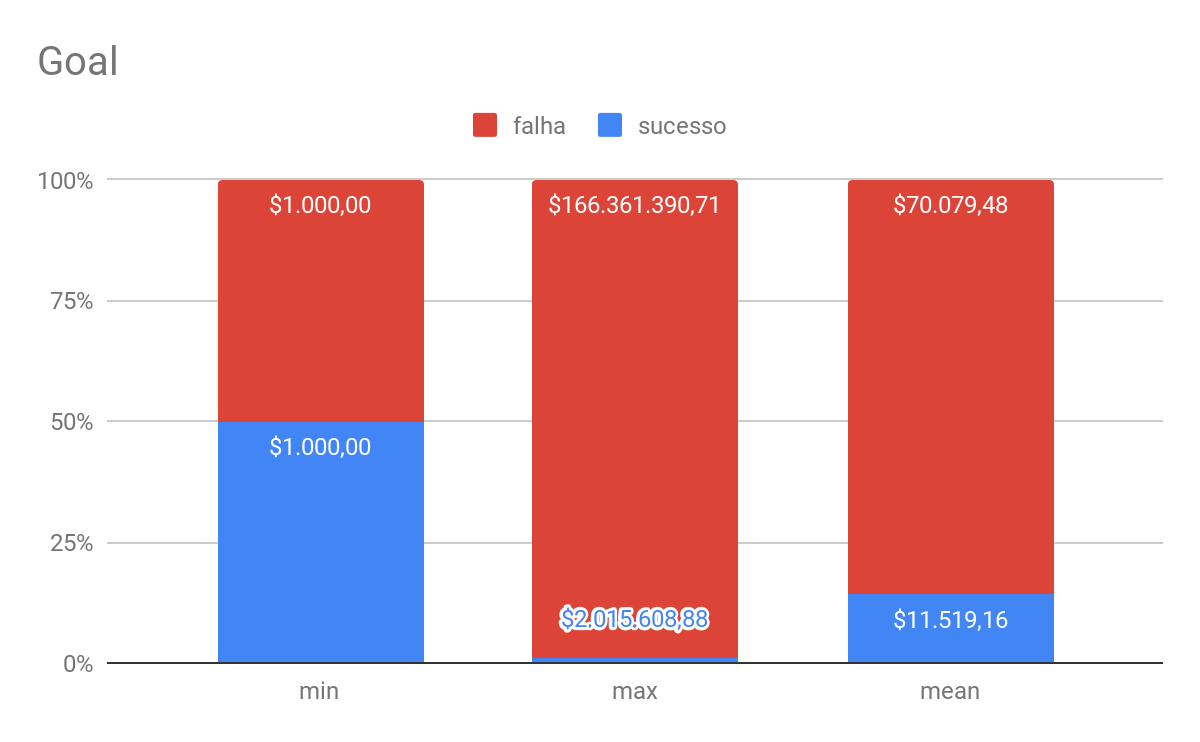 Goal
falha
sucesso
100%
75%
50%
25%
0%
$1.000,00
$166.361.390,71
$70.079,48
$1.000,00
$2.015.608,88
$11.519,16
min
max
mean